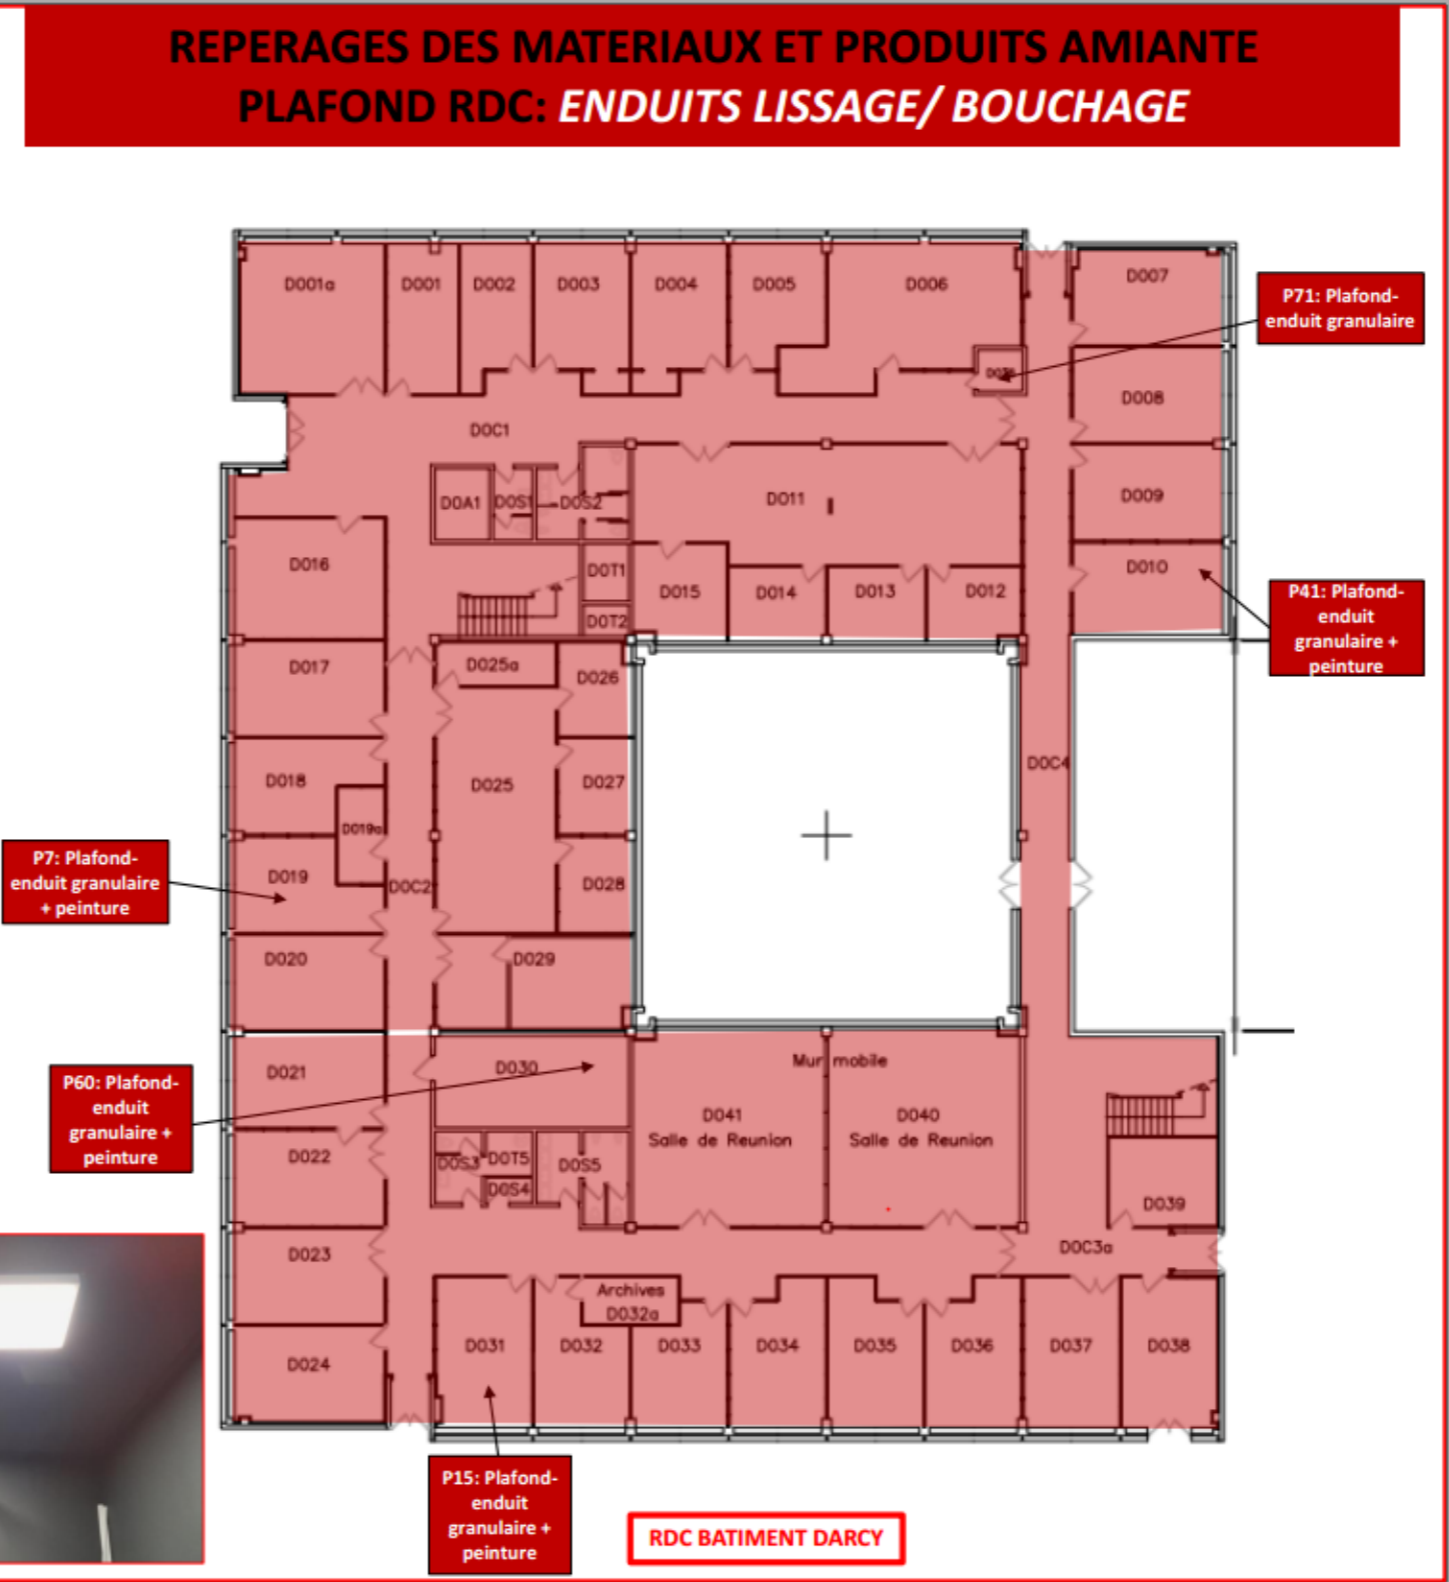 REPERAGES DES MATERIAUX ET PRODUITS AMIANTE
PLAFOND RDC: ENDUITS LISSAGE/ BOUCHAGE
D001a
D001
D002
D003
D004
D005
D006
D007
P71: Plafond-
enduit granulaire
D008
D0C1
D0A1
D0S1
D0S2
D011
D009
D016
D0T1
D015
D014
D013
D012
D010
D0T2
P41: Plafond-
enduit
granulaire +
peinture
D017
D025a
D026
D018
D025
D027
D0C4
D019a
P7: Plafond-
enduit granulaire
+ peinture
D019
D0C2
D028
D020
D029
D021
D030
Mur mobile
P60: Plafond-
enduit
granulaire +
peinture
D041
Salle de Reunion
D040
Salle de Reunion
D022
D0S3
D0T5
D0S4
D0S5
D039
D023
D0C3a
Archives
D032a
D024
D031
D032
D033
D034
D035
D036
D037
D038
P15: Plafond-
enduit
granulaire +
peinture
RDC BATIMENT DARCY